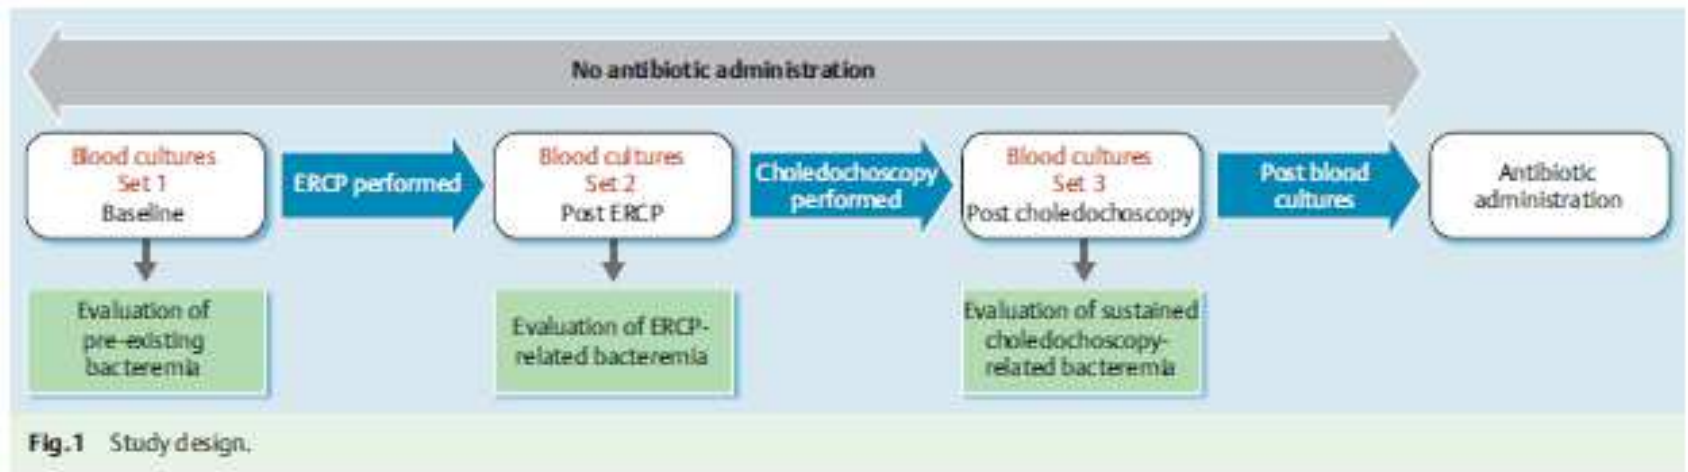 No antibiotic administration
Blood cultures
Set 1
Baseline
ERCP performed
Blood cultures
Set 2
Post ERCP
Choledochoscopy
performed
Blood cultures
Set 3
Post choledochoscopy
Post blood
cultures
Antibiotic
administration
Evaluation of
pre-existing
bacteremia
Evaluation of ERCP-
related bacteremia
Evaluation of sustained
choledochoscopy-
related bacteremia
Fig.1 Study design.